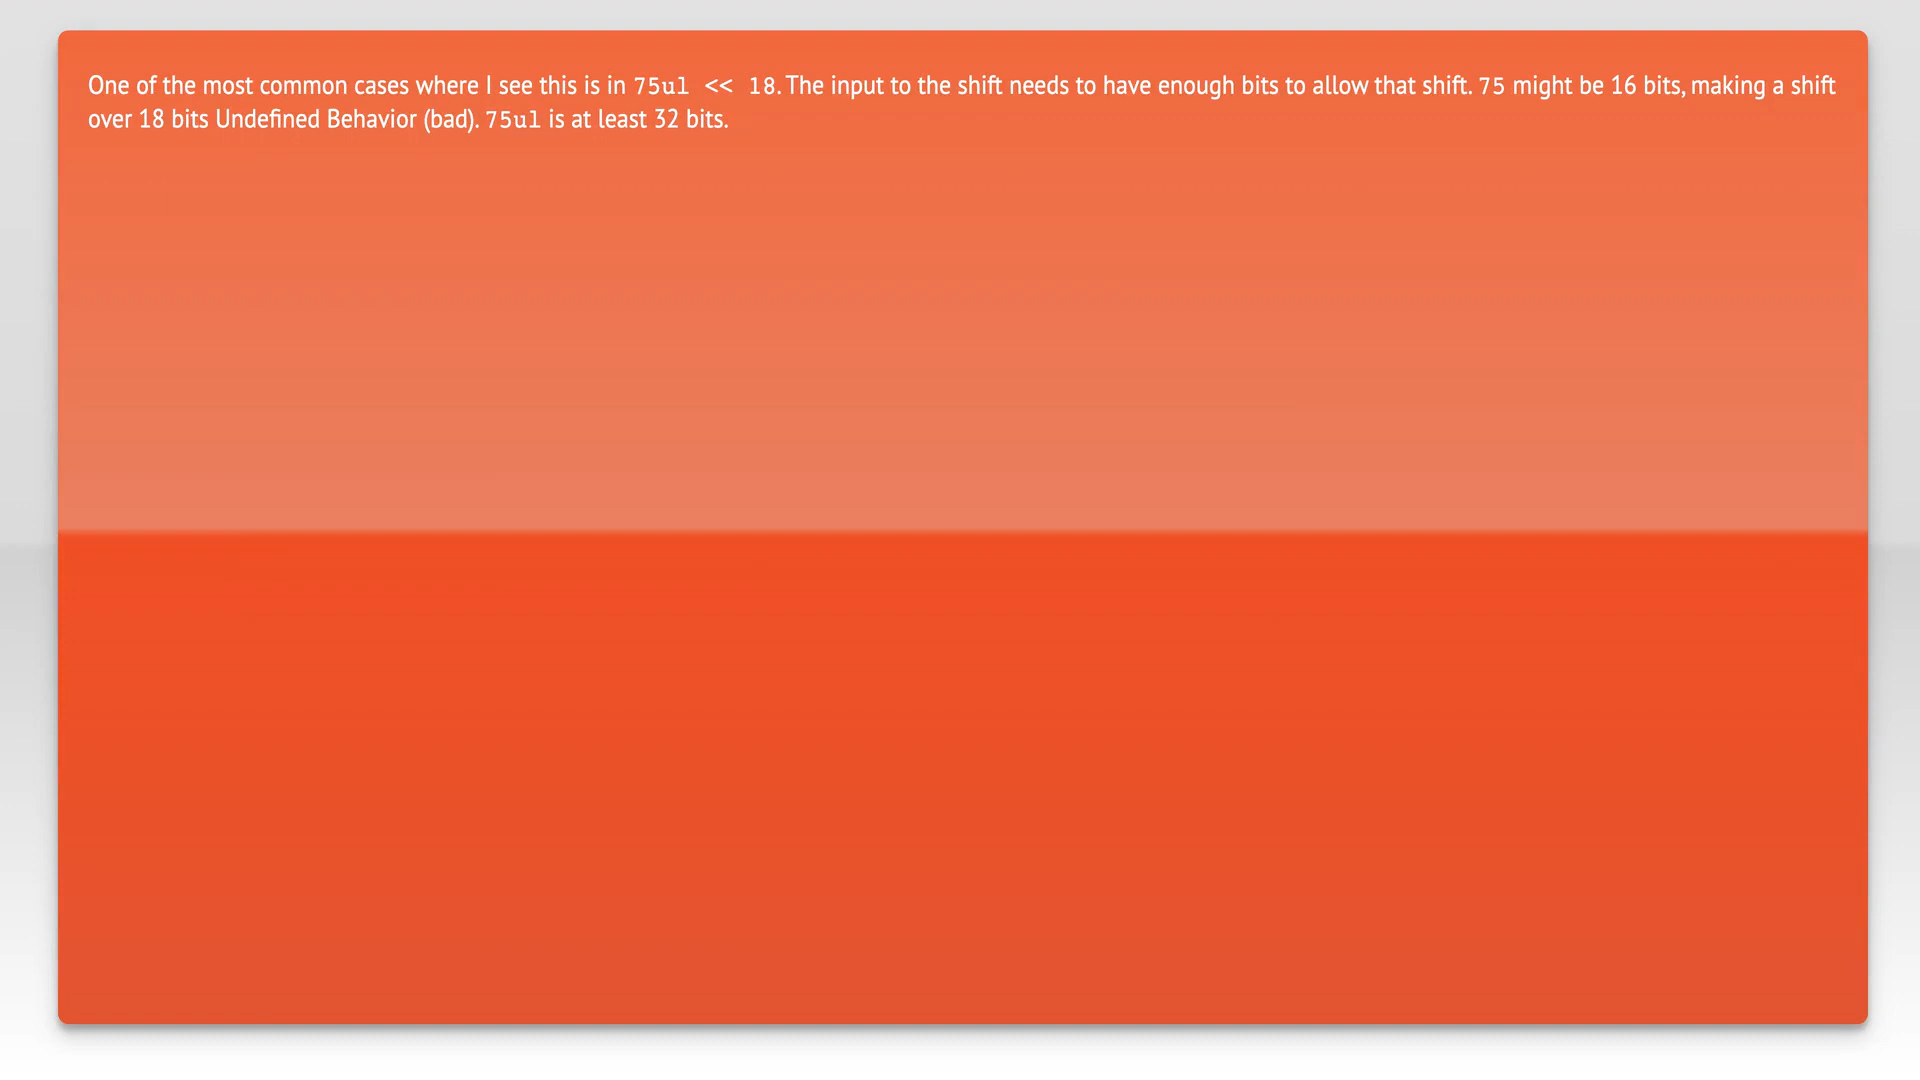 One of the most common cases where I see this is in 75ul << 18. The input to the shift needs to have enough bits to allow that shift. 75 might be 16 bits, making a shift
over 18 bits Undefined Behavior (bad). 75ul is at least 32 bits.